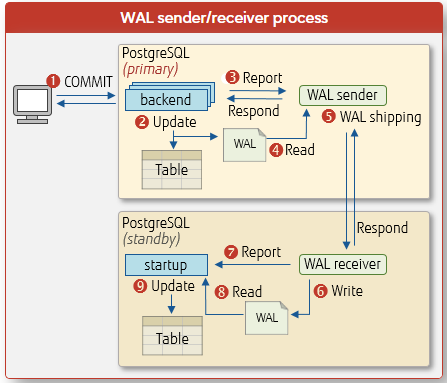 WAL sender/receiver process
PostgreSQL
(primary)
1 COMMIT
3 Report
backend
Respond
WAL sender
2 Update
5 WAL shipping
WAL
4 Read
Table
PostgreSQL
(standby)
Respond
7 Report
startup
WAL receiver
9 Update
8 Read
6 Write
WAL
Table